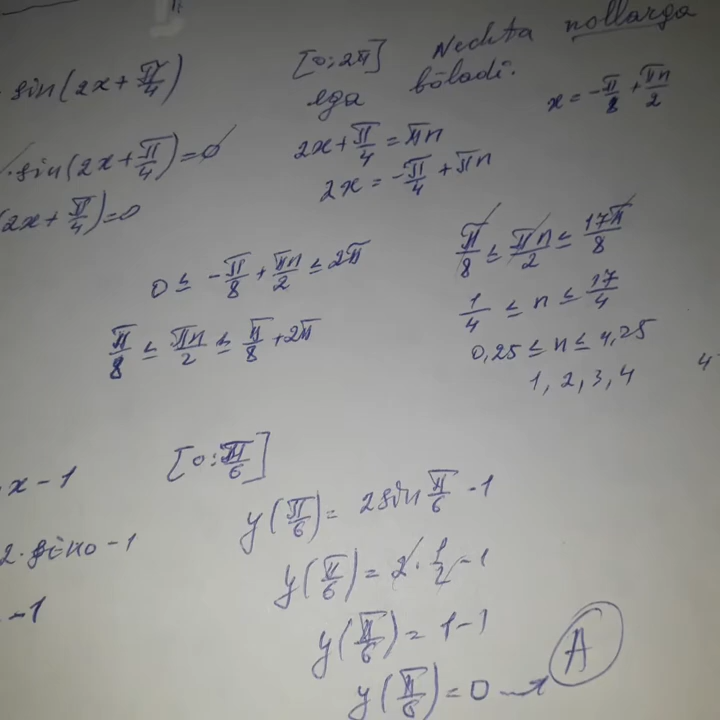 sin(2x+π/4) [0;2π] Nechta nollarga
ega bo'ladi.
·sin(2x+π/4)=0 2x+π/4=πn x=-π/8+πn/2
2x=-π/4+πn
(2x+π/4)=0
0≤-π/8+πn/2≤2π π/8≤πn/2≤17π/8
π/8≤πn/2≤π/8+2π 1/4≤n≤17/4
0,25≤n≤4,25
1, 2, 3, 4 4
x-1 [0;π/6]
y(π/6)=2sinπ/6-1
2·sin0-1
y(π/6)=2·1/2-1
-1
y(π/6)=1-1
y(π/6)=0 A